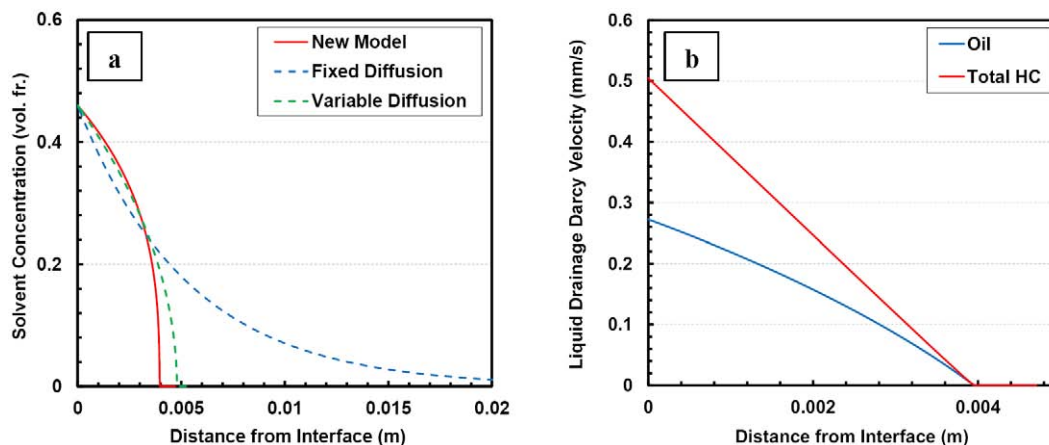 a
New Model
Fixed Diffusion
Variable Diffusion
Solvent Concentration (vol. fr.)
0.6
0.4
0.2
0
0 0.005 0.01 0.015 0.02
Distance from Interface (m)
b
Oil
Total HC
Liquid Drainage Darcy Velocity (mm/s)
0.6
0.5
0.4
0.3
0.2
0.1
0
0 0.002 0.004
Distance from Interface (m)